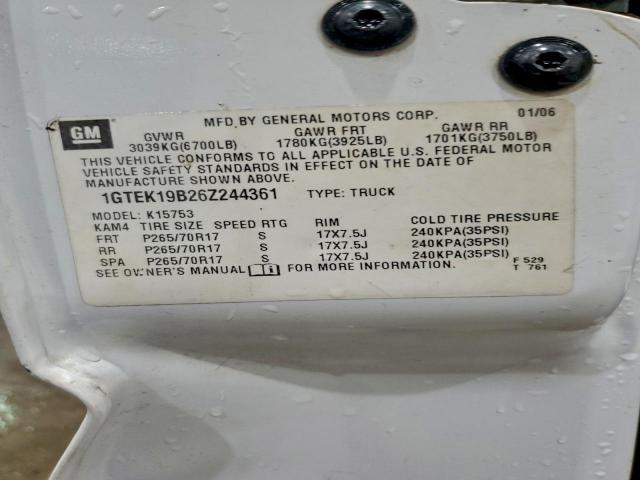 GM
MFD. BY GENERAL MOTORS CORP. 01/06
GVWR GAWR FRT GAWR RR
3039KG(6700LB) 1780KG(3925LB) 1701KG(3750LB)
THIS VEHICLE CONFORMS TO ALL APPLICABLE U.S. FEDERAL MOTOR
VEHICLE SAFETY STANDARDS IN EFFECT ON THE DATE OF
MANUFACTURE SHOWN ABOVE.
1GTEK19B26Z244361 TYPE: TRUCK
MODEL: K15753
KAM4 TIRE SIZE SPEED RTG RIM COLD TIRE PRESSURE
FRT P265/70R17 S 17X7.5J 240KPA(35PSI)
RR P265/70R17 S 17X7.5J 240KPA(35PSI)
SPA P265/70R17 S 17X7.5J 240KPA(35PSI)
SEE OWNER'S MANUAL FOR MORE INFORMATION.
F 529
T 761